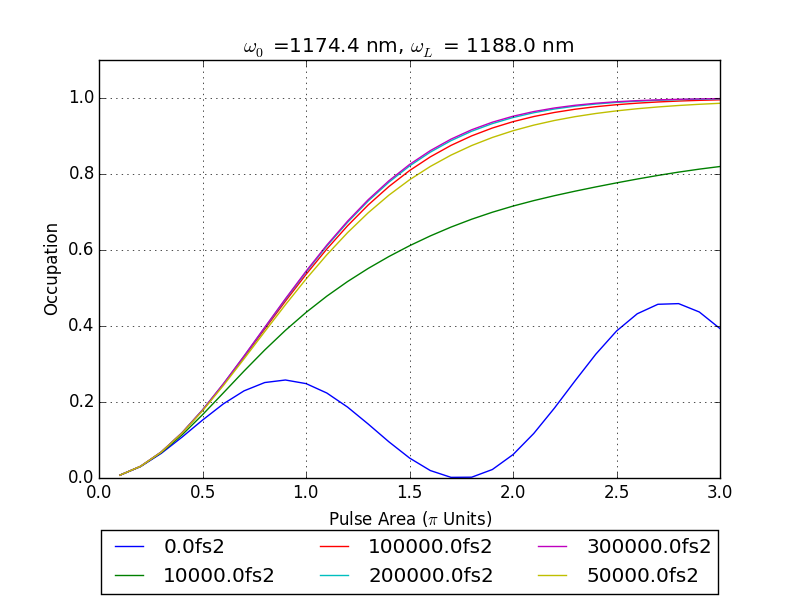 ω₀ =1174.4 nm, ω_L = 1188.0 nm
1.0
0.8
0.6
0.4
0.2
0.0
Occupation
0.0 0.5 1.0 1.5 2.0 2.5 3.0
Pulse Area (π Units)
0.0fs2 100000.0fs2 300000.0fs2
10000.0fs2 200000.0fs2 50000.0fs2